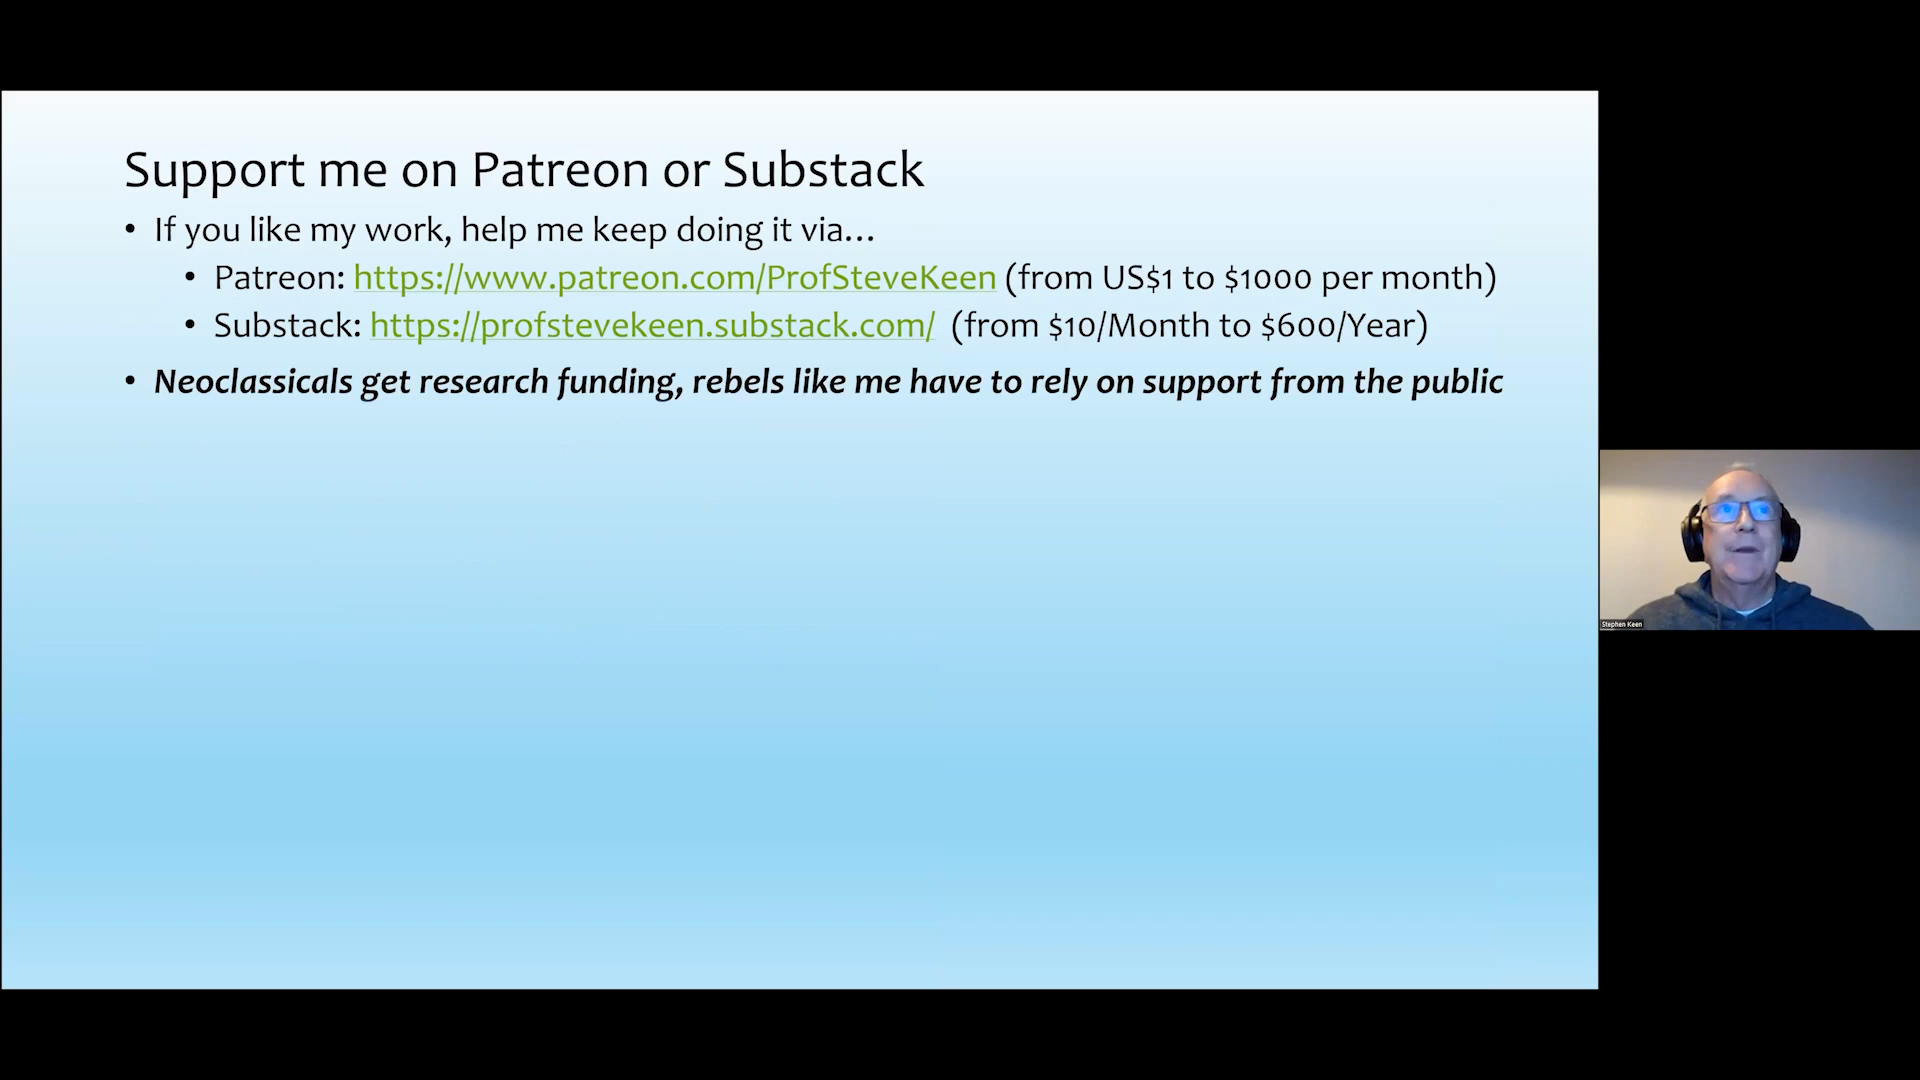 Support me on Patreon or Substack
• If you like my work, help me keep doing it via…
• Patreon: https://www.patreon.com/ProfSteveKeen (from US$1 to $1000 per month)
• Substack: https://profstevekeen.substack.com/ (from $10/Month to $600/Year)
• Neoclassicals get research funding, rebels like me have to rely on support from the public
Stephen Keen